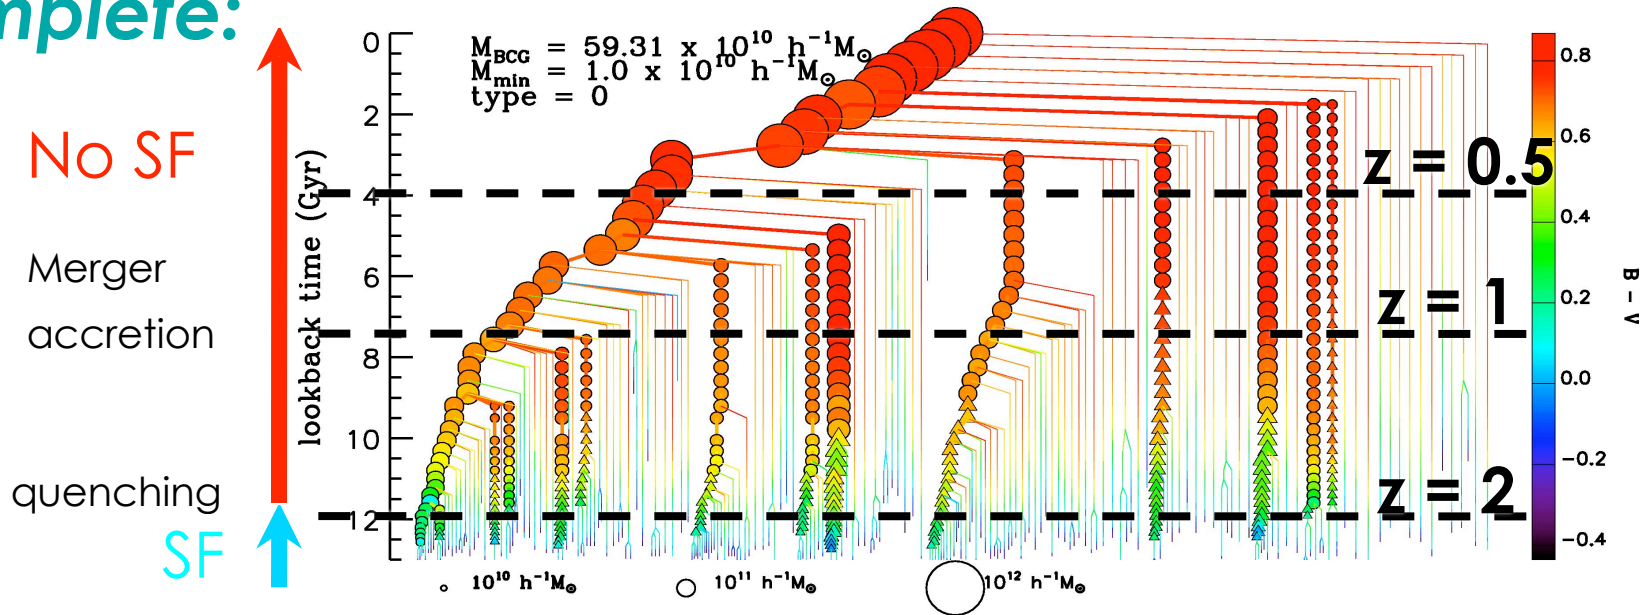 mplete:
No SF
Merger
accretion
quenching
SF
lookback time (Gyr)
0
2
4
6
8
10
12
M_BCG = 59.31 x 10^10 h^-1M_⊙
M_min = 1.0 x 10^10 h^-1M_⊙
type = 0
z = 0.5
z = 1
z = 2
10^10 h^-1M_⊙
10^11 h^-1M_⊙
10^12 h^-1M_⊙
0.8
0.6
0.4
0.2
0.0
-0.2
-0.4
B - V